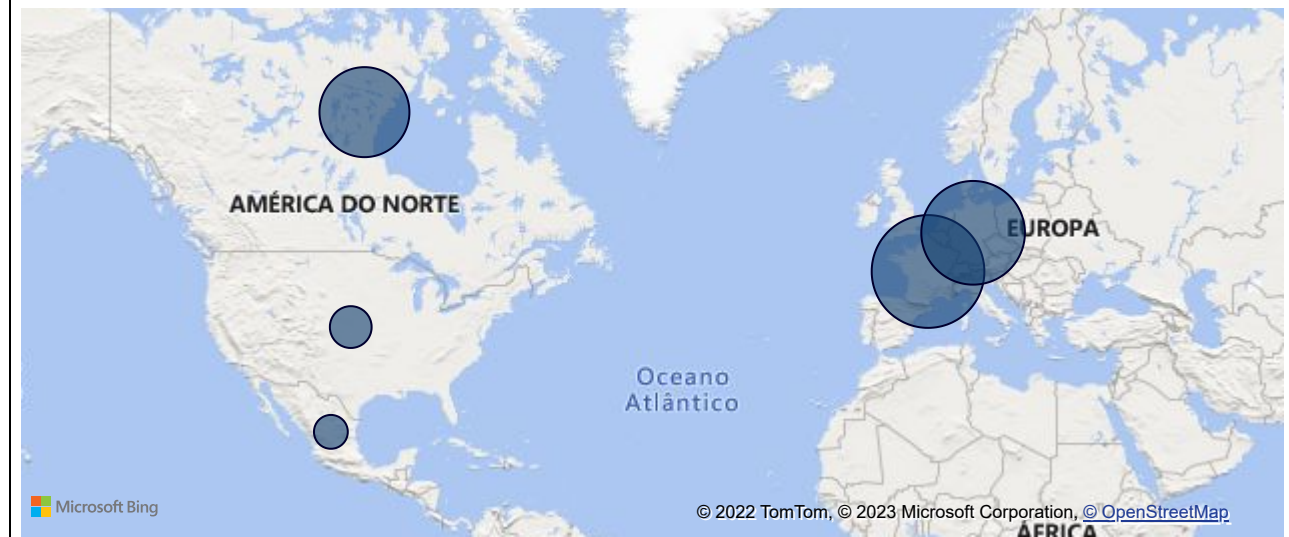 AMÉRICA DO NORTE
EUROPA
Oceano
Atlântico
Microsoft Bing
© 2022 TomTom, © 2023 Microsoft Corporation, © OpenStreetMap
ÁFRICA